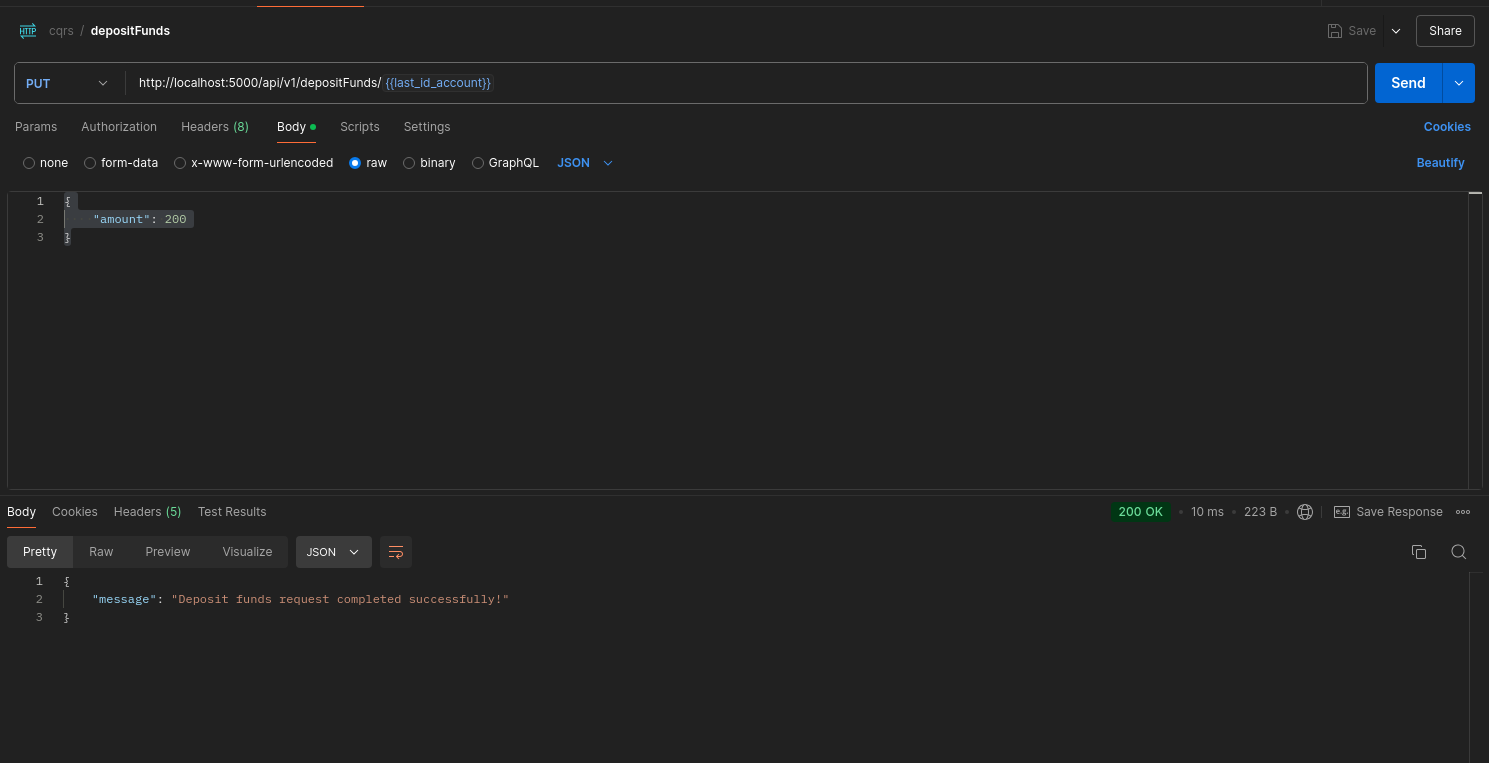 HTTP cqrs / depositFunds Save Share
PUT http://localhost:5000/api/v1/depositFunds/ {{last_id_account}} Send
Params Authorization Headers (8) Body Scripts Settings Cookies
none form-data x-www-form-urlencoded raw binary GraphQL JSON Beautify
1 {
2 "amount": 200
3 }
Body Cookies Headers (5) Test Results 200 OK 10 ms 223 B e.g. Save Response
Pretty Raw Preview Visualize JSON
1 {
2 "message": "Deposit funds request completed successfully!"
3 }